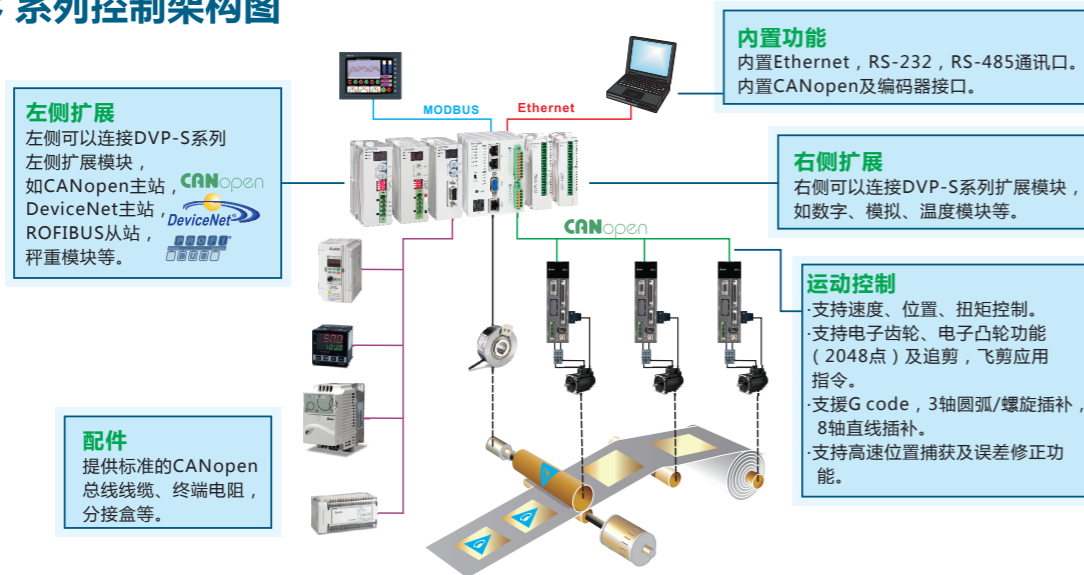 系列控制架构图
内置功能
内置Ethernet，RS-232，RS-485通讯口。
内置CANopen及编码器接口。
MODBUS
Ethernet
左侧扩展
左侧可以连接DVP-S系列
左侧扩展模块，
如CANopen主站，
DeviceNet主站，
ROFIBUS从站，
秤重模块等。
CANopen
DeviceNet
PROFI
BUS
右侧扩展
右侧可以连接DVP-S系列扩展模块，
如数字、模拟、温度模块等。
CANopen
运动控制
·支持速度、位置、扭矩控制。
·支持电子齿轮、电子凸轮功能
（2048点）及追剪，飞剪应用
指令。
·支援G code，3轴圆弧/螺旋插补，
8轴直线插补。
·支持高速位置捕获及误差修正功
能。
配件
提供标准的CANopen
总线线缆、终端电阻，
分接盒等。